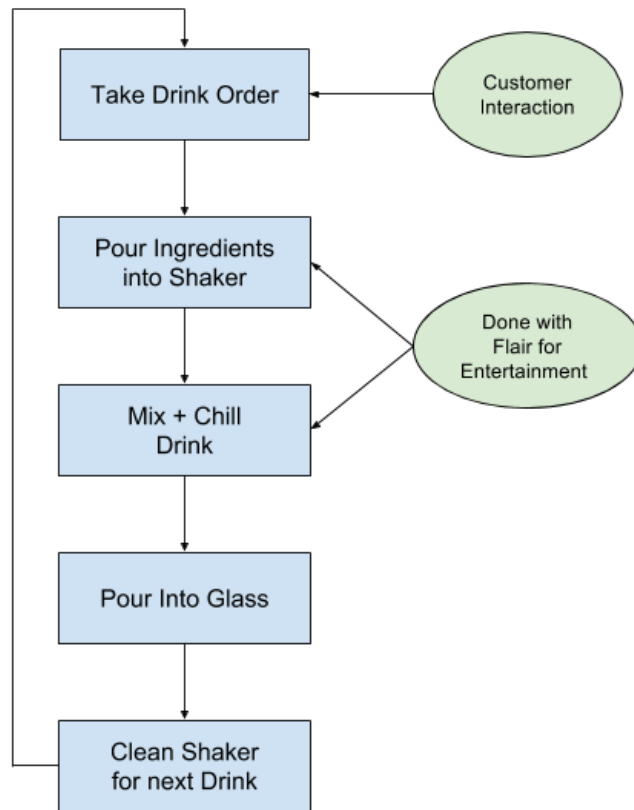 Take Drink Order
Customer
Interaction
Pour Ingredients
into Shaker
Done with
Flair for
Entertainment
Mix + Chill
Drink
Pour Into Glass
Clean Shaker
for next Drink